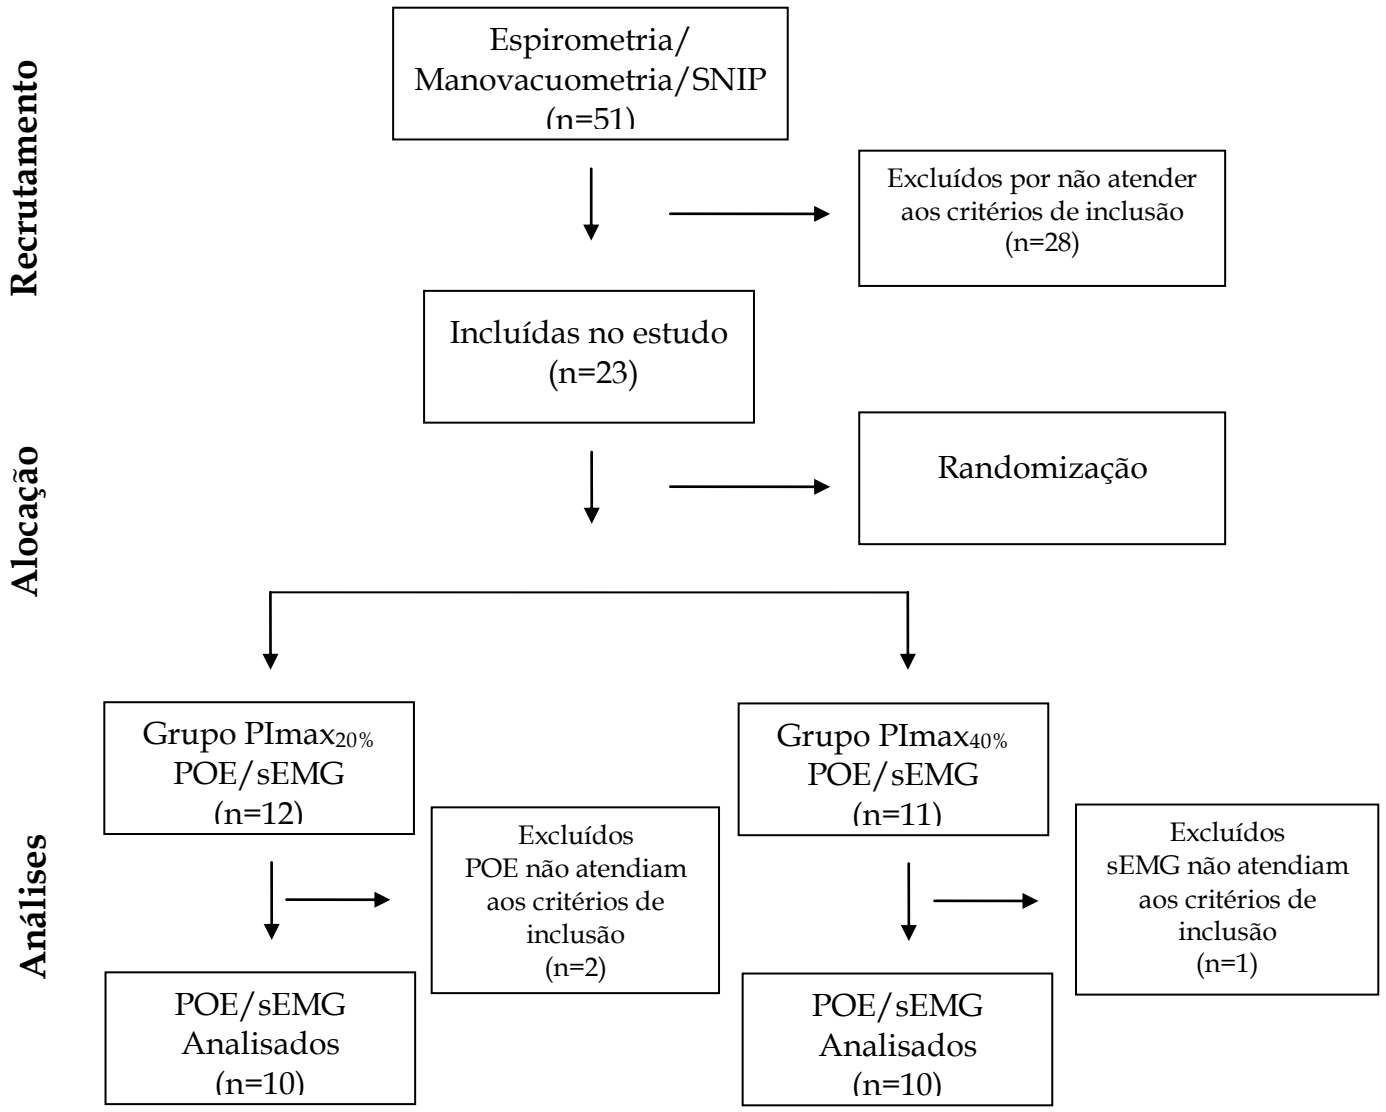 Recrutamento
Espirometria/
Manovacuometria/SNIP
(n=51)
Excluídos por não atender
aos critérios de inclusão
(n=28)
Incluídas no estudo
(n=23)
Alocação
Randomização
Análises
Grupo PImax20%
POE/sEMG
(n=12)
Excluídos
POE não atendiam
aos critérios de
inclusão
(n=2)
POE/sEMG
Analisados
(n=10)
Grupo PImax40%
POE/sEMG
(n=11)
Excluídos
sEMG não atendiam
aos critérios de
inclusão
(n=1)
POE/sEMG
Analisados
(n=10)